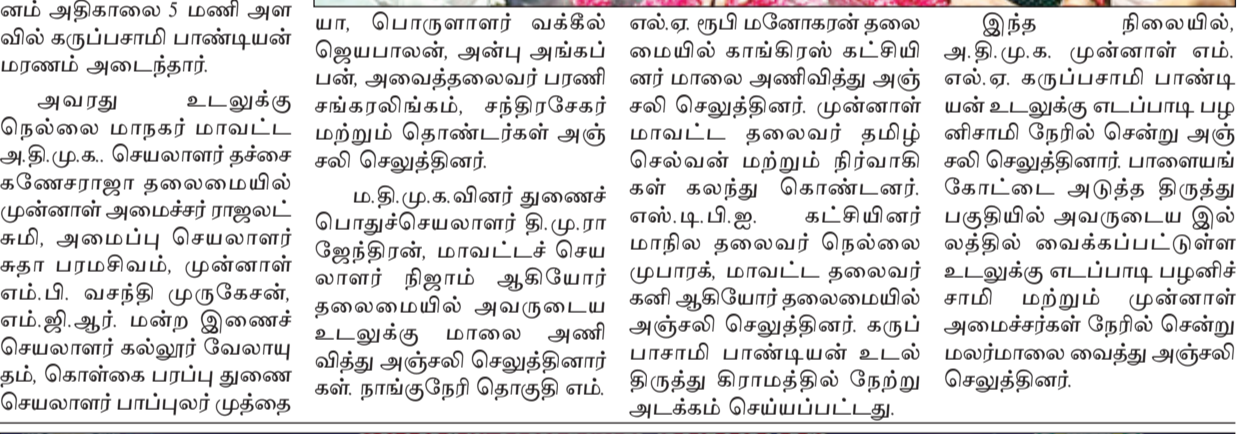 னம் அதிகாலை 5 மணி அள
வில் கருப்பசாமி பாண்டியன்
மரணம் அடைந்தார்.
அவரது உடலுக்கு
நெல்லை மாநகர் மாவட்ட
அ.தி.மு.க.. செயலாளர் தச்சை
கணேசராஜா தலைமையில்
முன்னாள் அமைச்சர் ராஜலட்
சுமி, அமைப்பு செயலாளர்
சுதா பரமசிவம், முன்னாள்
எம்.பி. வசந்தி முருகேசன்,
எம்.ஜி.ஆர். மன்ற இணைச்
செயலாளர் கல்லூர் வேலாயு
தம், கொள்கை பரப்பு துணை
செயலாளர் பாப்புலர் முத்தை
யா, பொருளாளர் வக்கீல்
ஜெயபாலன், அன்பு அங்கப்
பன், அவைத்தலைவர் பரணி
சங்கரலிங்கம், சந்திரசேகர்
மற்றும் தொண்டர்கள் அஞ்
சலி செலுத்தினர்.
ம.தி.மு.க.வினர் துணைச்
பொதுச்செயலாளர் தி.மு.ரா
ஜேந்திரன், மாவட்டச் செய
லாளர் நிஜாம் ஆகியோர்
தலைமையில் அவருடைய
உடலுக்கு மாலை அணி
வித்து அஞ்சலி செலுத்தினார்
கள். நாங்குநேரி தொகுதி எம்.
எல்.ஏ. ரூபி மனோகரன் தலை
மையில் காங்கிரஸ் கட்சியி
னர் மாலை அணிவித்து அஞ்
சலி செலுத்தினர். முன்னாள்
மாவட்ட தலைவர் தமிழ்
செல்வன் மற்றும் நிர்வாகி
கள் கலந்து கொண்டனர்.
எஸ்.டி.பி.ஐ. கட்சியினர்
மாநில தலைவர் நெல்லை
முபாரக், மாவட்ட தலைவர்
கனி ஆகியோர் தலைமையில்
அஞ்சலி செலுத்தினர். கருப்
பாசாமி பாண்டியன் உடல்
திருத்து கிராமத்தில் நேற்று
அடக்கம் செய்யப்பட்டது.
இந்த நிலையில்,
அ.தி.மு.க. முன்னாள் எம்.
எல்.ஏ. கருப்பசாமி பாண்டி
யன் உடலுக்கு எடப்பாடி பழ
னிசாமி நேரில் சென்று அஞ்
சலி செலுத்தினார். பாளையங்
கோட்டை அடுத்த திருத்து
பகுதியில் அவருடைய இல்
லத்தில் வைக்கப்பட்டுள்ள
உடலுக்கு எடப்பாடி பழனிச்
சாமி மற்றும் முன்னாள்
அமைச்சர்கள் நேரில் சென்று
மலர்மாலை வைத்து அஞ்சலி
செலுத்தினர்.